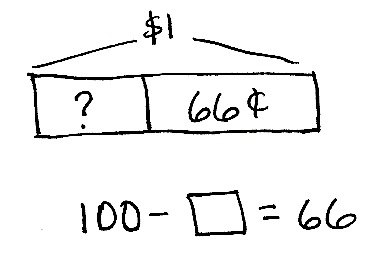 $1
? 66¢
100 - □ = 66